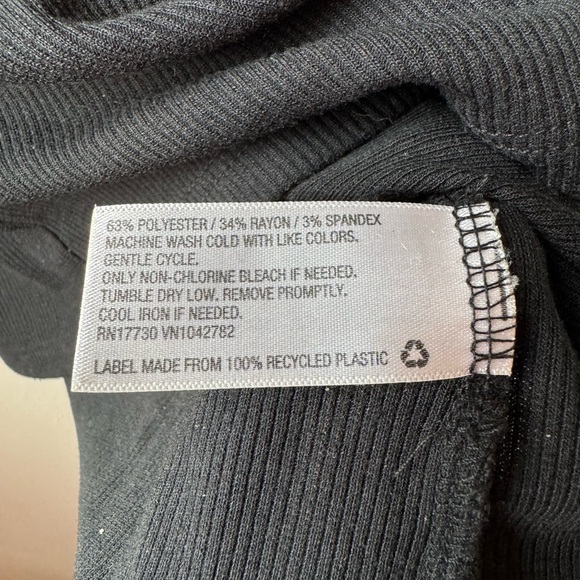 63% POLYESTER / 34% RAYON / 3% SPANDEX
MACHINE WASH COLD WITH LIKE COLORS.
GENTLE CYCLE.
ONLY NON-CHLORINE BLEACH IF NEEDED.
TUMBLE DRY LOW. REMOVE PROMPTLY.
COOL IRON IF NEEDED.
RN17730 VN1042782
LABEL MADE FROM 100% RECYCLED PLASTIC